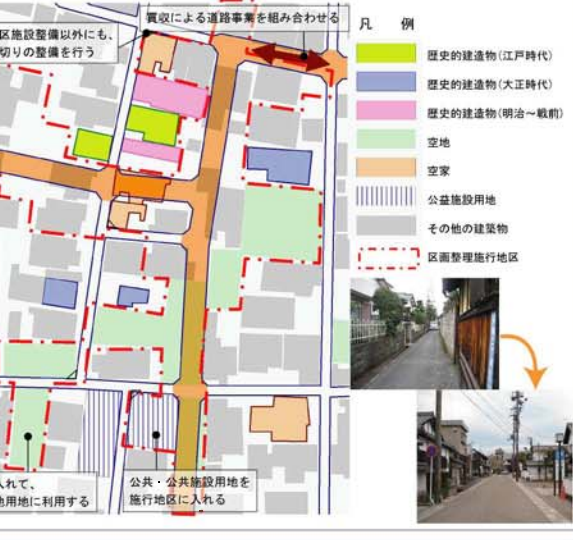 区施設整備以外にも、
切りの整備を行う
買収による道路事業を組み合わせる
凡 例
歴史的建造物(江戸時代)
歴史的建造物(大正時代)
歴史的建造物(明治～戦前)
空地
空家
公益施設用地
その他の建築物
区画整理施行地区
入れて、
他用地に利用する
公共・公共施設用地を
施行地区に入れる